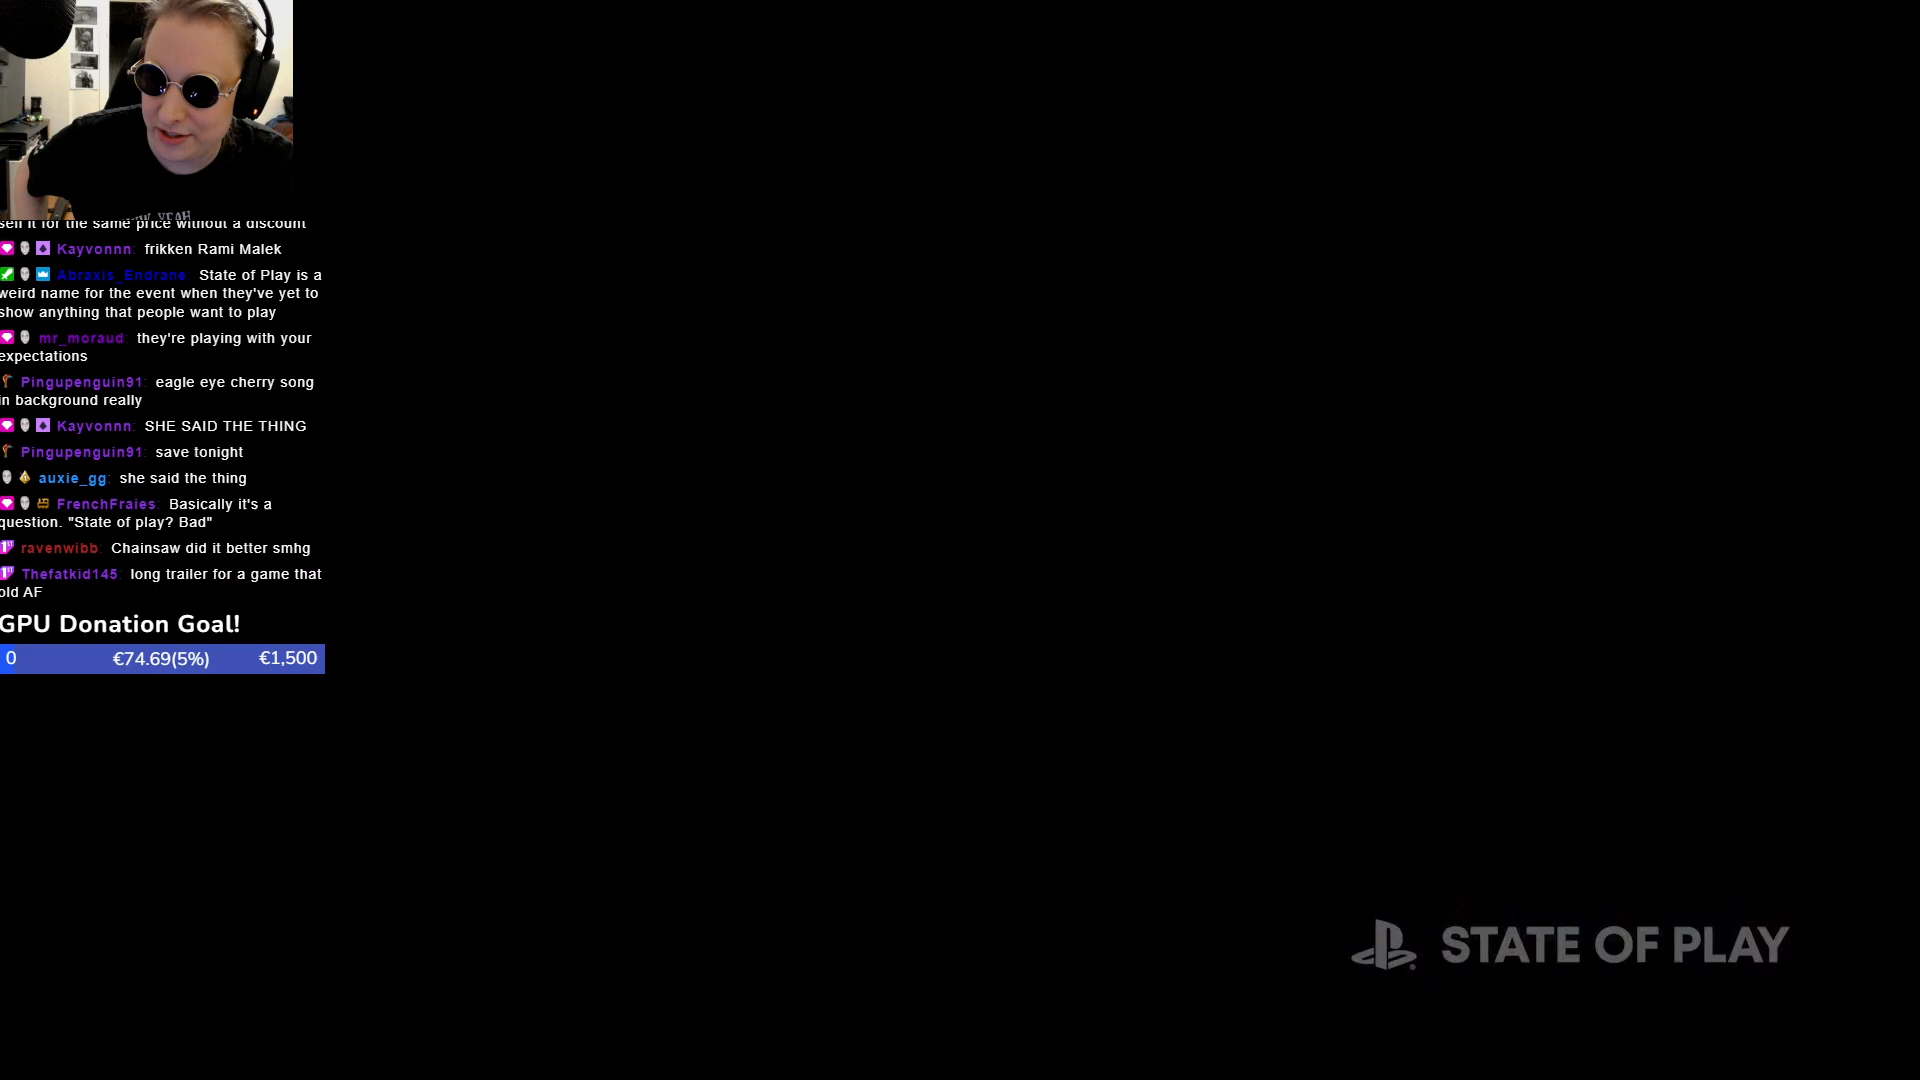 W YEAH
sell it for the same price without a discount
Kayvonnn: frikken Rami Malek
Abraxis_Endrane: State of Play is a
weird name for the event when they've yet to
show anything that people want to play
mr_moraud: they're playing with your
expectations
Pingupenguin91: eagle eye cherry song
in background really
Kayvonnn: SHE SAID THE THING
Pingupenguin91: save tonight
auxie_gg: she said the thing
FrenchFraies: Basically it's a
question. "State of play? Bad"
ravenwibb: Chainsaw did it better smhg
Thefatkid145: long trailer for a game that
old AF
GPU Donation Goal!
0 €74.69(5%) €1,500
STATE OF PLAY